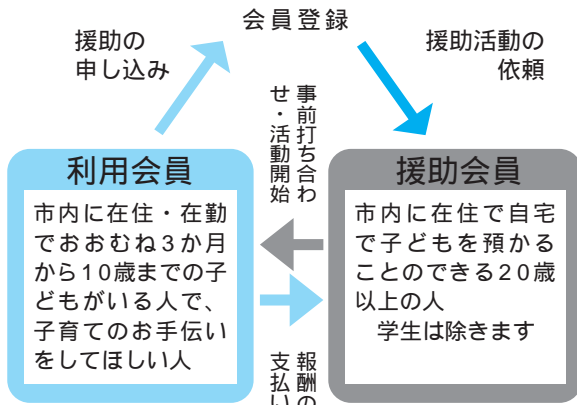 会員登録
援助の
申し込み
援助活動の
依頼
事前打ち合わ
せ・活動開始
利用会員
市内に在住・在勤
でおおむね3か月
から10歳までの子
どもがいる人で、
子育てのお手伝い
をしてほしい人
援助会員
市内に在住で自宅
で子どもを預かる
ことのできる20歳
以上の人
学生は除きます
報酬の
支払い